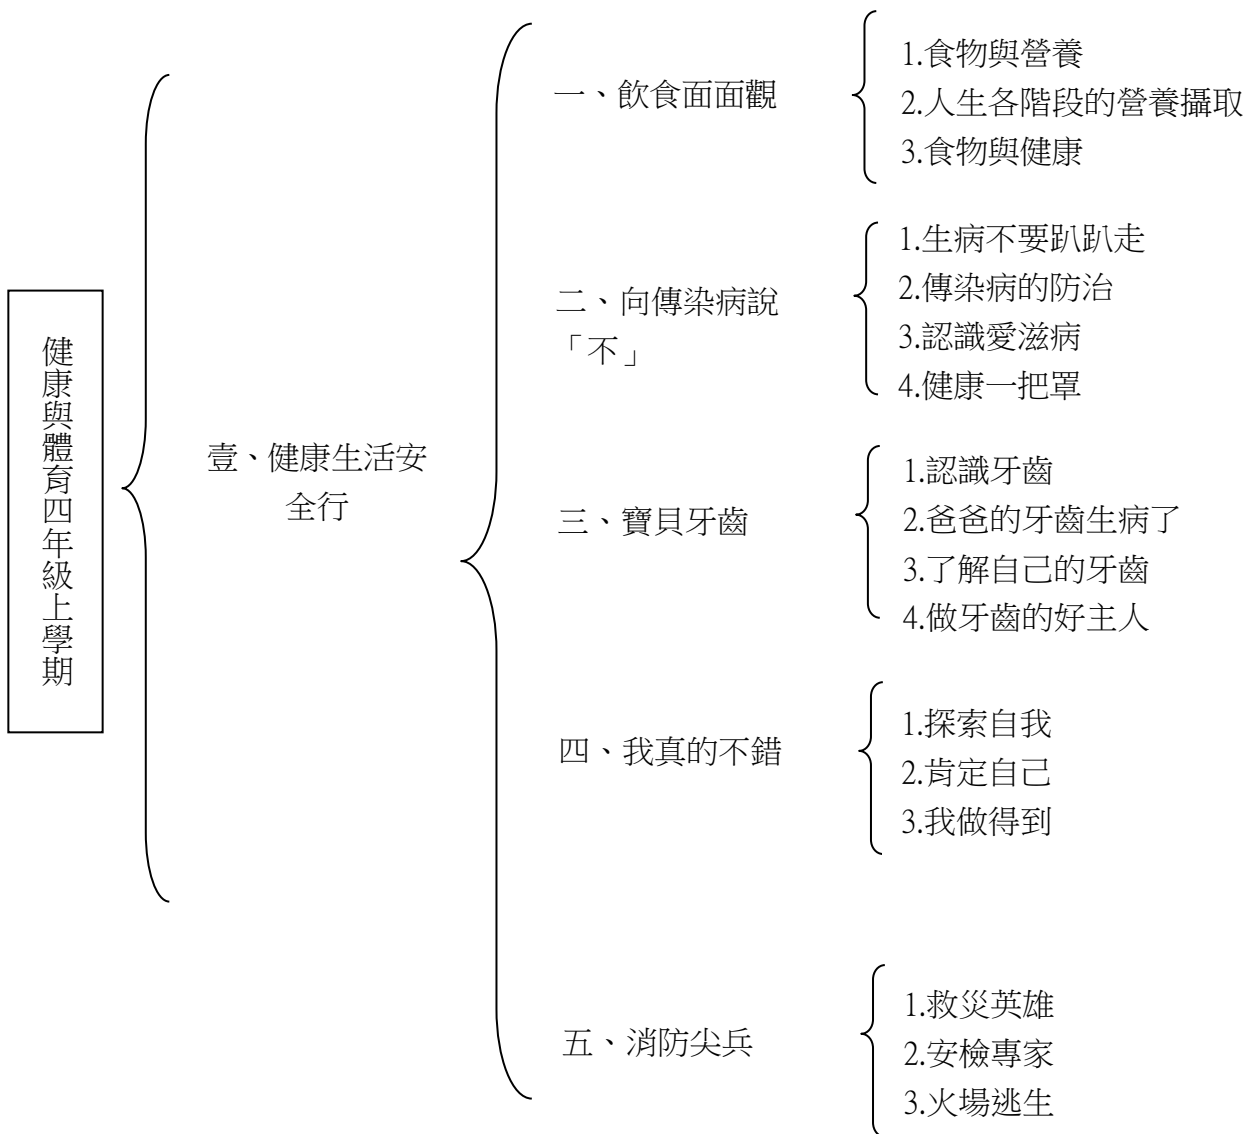 健康與體育四年級上學期
壹、健康生活安
全行
一、飲食面面觀
1.食物與營養
2.人生各階段的營養攝取
3.食物與健康
二、向傳染病說
「不」
1.生病不要趴趴走
2.傳染病的防治
3.認識愛滋病
4.健康一把罩
三、寶貝牙齒
1.認識牙齒
2.爸爸的牙齒生病了
3.了解自己的牙齒
4.做牙齒的好主人
四、我真的不錯
1.探索自我
2.肯定自己
3.我做得到
五、消防尖兵
1.救災英雄
2.安檢專家
3.火場逃生